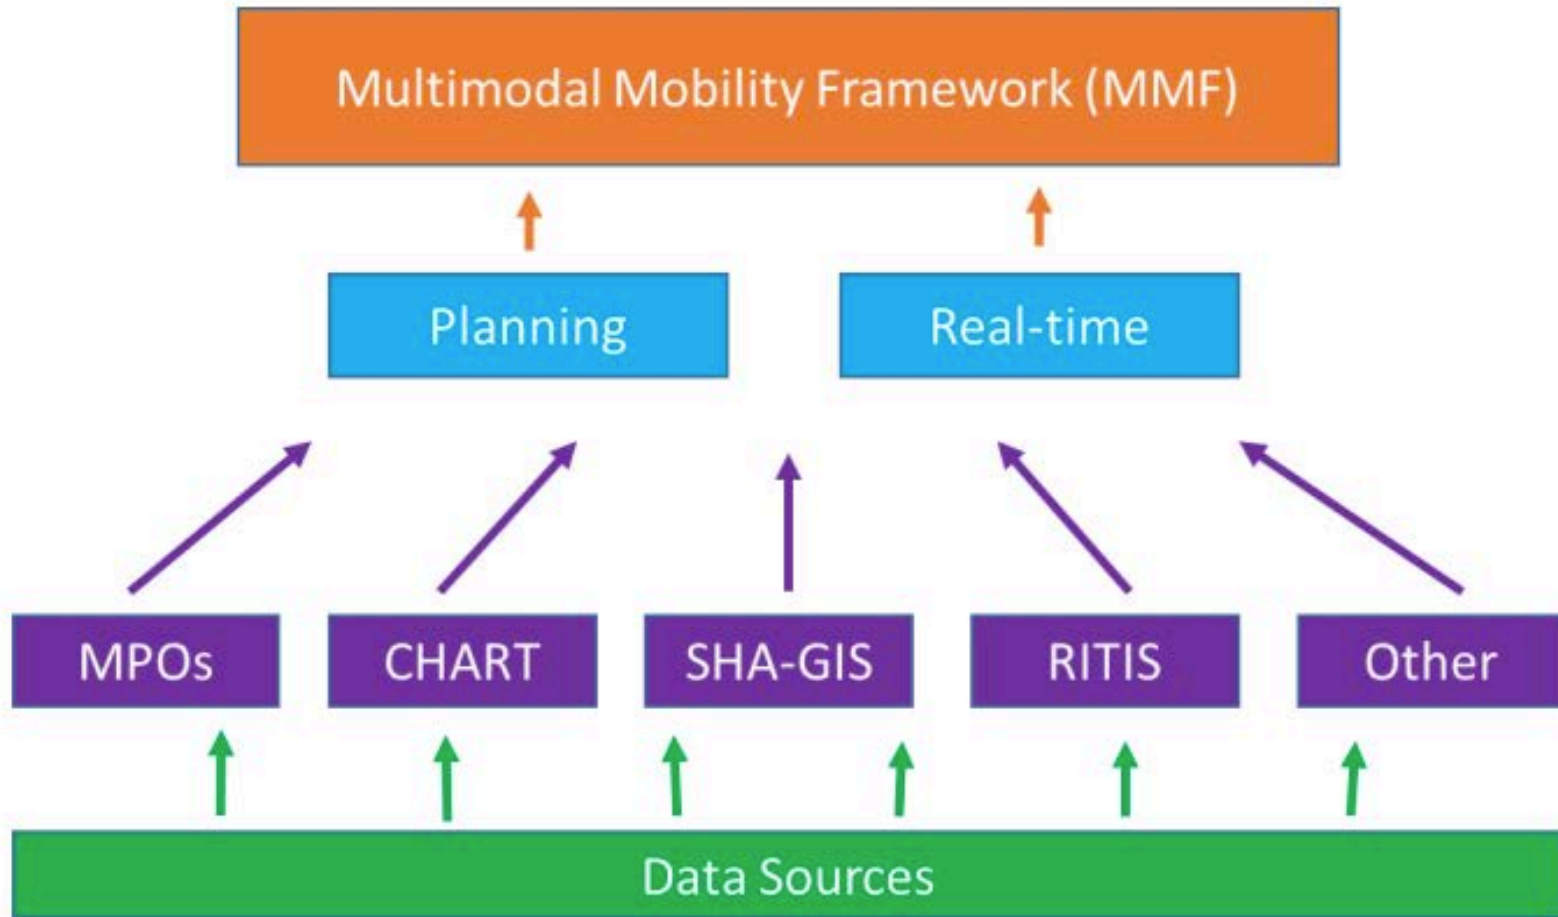 Multimodal Mobility Framework (MMF)
Planning
Real-time
MPOs
CHART
SHA-GIS
RITIS
Other
Data Sources